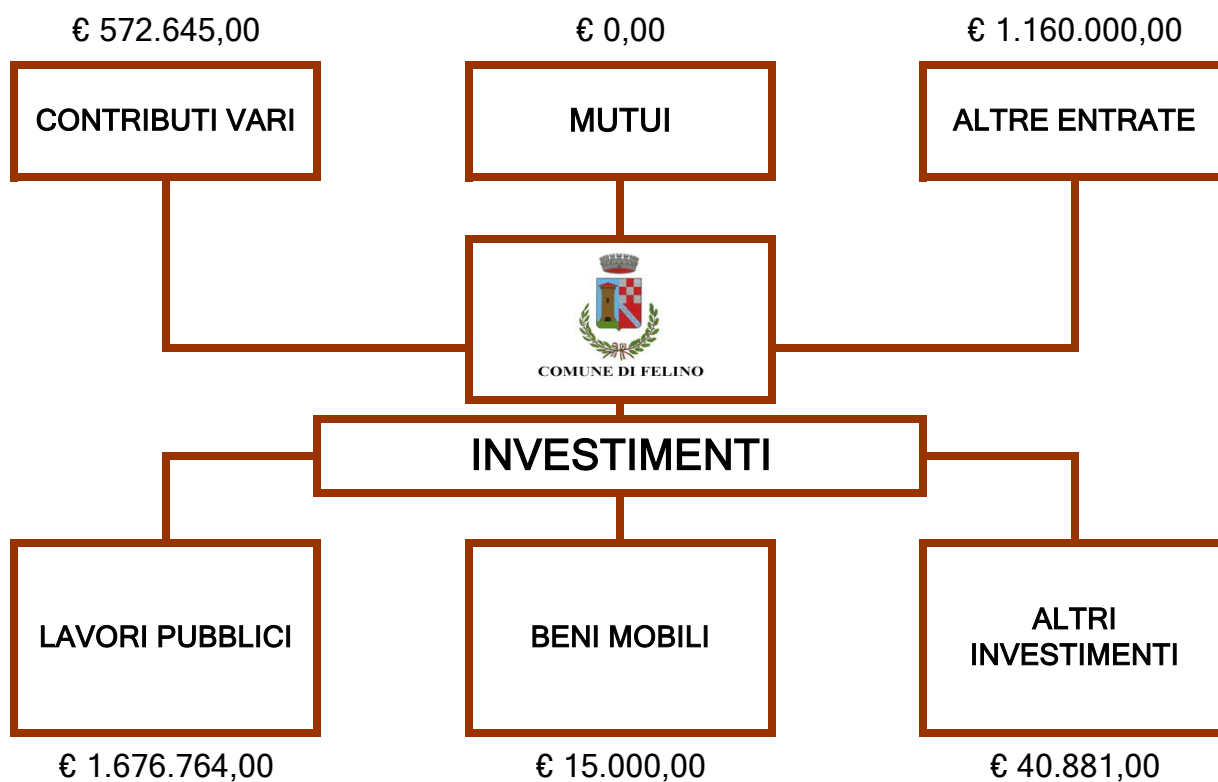 € 572.645,00
€ 0,00
€ 1.160.000,00
CONTRIBUTI VARI
MUTUI
ALTRE ENTRATE
COMUNE DI FELINO
INVESTIMENTI
LAVORI PUBBLICI
BENI MOBILI
ALTRI
INVESTIMENTI
€ 1.676.764,00
€ 15.000,00
€ 40.881,00